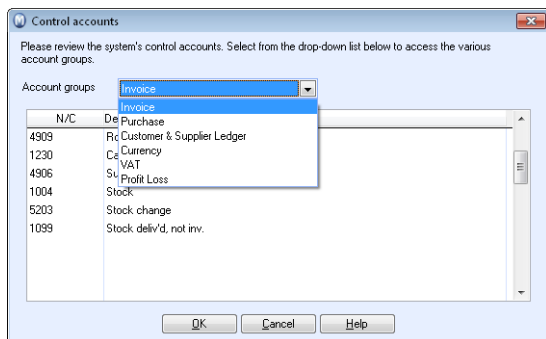 Control accounts
Please review the system's control accounts. Select from the drop-down list below to access the various
account groups.
Account groups
Invoice
Invoice
Purchase
Customer & Supplier Ledger
Currency
VAT
Profit Loss
N/C
4909
1230
4906
1004 Stock
5203 Stock change
1099 Stock deliv'd, not inv.
OK Cancel Help